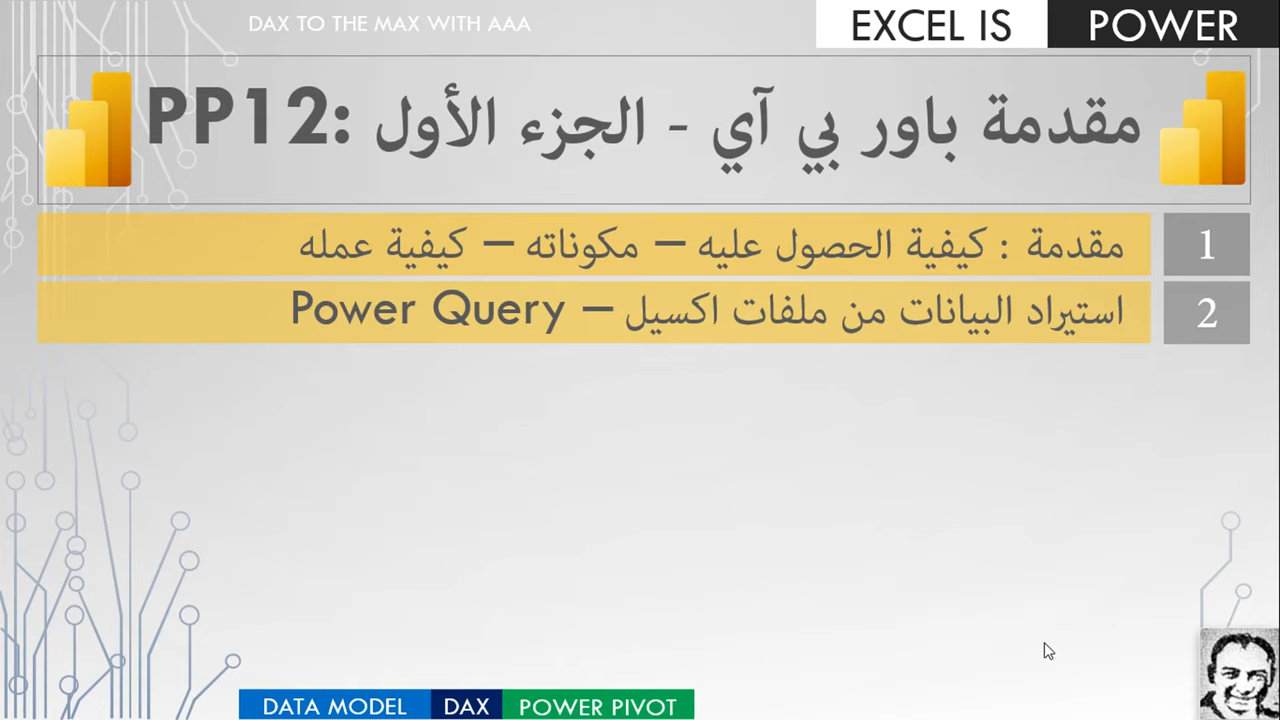 DAX TO THE MAX WITH AAA
EXCEL IS POWER
PP12: مقدمة باور بي آي - الجزء الأول
1 مقدمة : كيفية الحصول عليه – مكوناته – كيفية عمله
2 استيراد البيانات من ملفات اكسيل – Power Query
DATA MODEL DAX POWER PIVOT